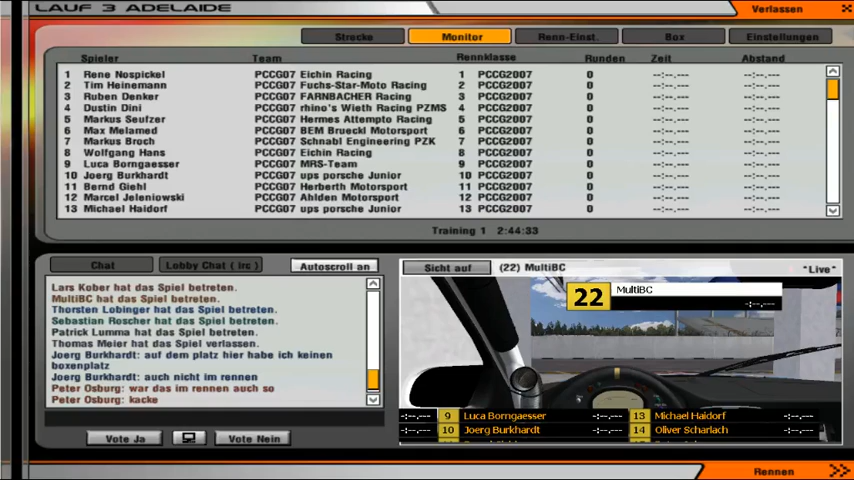 LAUF 3 ADELAIDE
Verlassen
Strecke Monitor Renn-Einst. Box Einstellungen
Spieler Team Rennklasse Runden Zeit Abstand
1 Rene Nospickel PCCG07 Eichin Racing 1 PCCG2007 0 --:--.--- --:--.---
2 Tim Heinemann PCCG07 Fuchs-Star-Moto Racing 2 PCCG2007 0 --:--.--- --:--.---
3 Ruben Denker PCCG07 FARNBACHER Racing 3 PCCG2007 0 --:--.--- --:--.---
4 Dustin Dini PCCG07 rhino's Wieth Racing PZMS 4 PCCG2007 0 --:--.--- --:--.---
5 Markus Seufzer PCCG07 Hermes Attempto Racing 5 PCCG2007 0 --:--.--- --:--.---
6 Max Melamed PCCG07 BEM Brueckl Motorsport 6 PCCG2007 0 --:--.--- --:--.---
7 Markus Broch PCCG07 Schnabl Engineering PZK 7 PCCG2007 0 --:--.--- --:--.---
8 Wolfgang Hans PCCG07 Eichin Racing 8 PCCG2007 0 --:--.--- --:--.---
9 Luca Borngaesser PCCG07 MRS-Team 9 PCCG2007 0 --:--.--- --:--.---
10 Joerg Burkhardt PCCG07 ups porsche Junior 10 PCCG2007 0 --:--.--- --:--.---
11 Bernd Giehl PCCG07 Herberth Motorsport 11 PCCG2007 0 --:--.--- --:--.---
12 Marcel Jeleniowski PCCG07 Ahlden Motorsport 12 PCCG2007 0 --:--.--- --:--.---
13 Michael Haidorf PCCG07 ups porsche Junior 13 PCCG2007 0 --:--.--- --:--.---
Training 1 2:44:33
Chat Lobby Chat ( irc ) Autoscroll an
Lars Kober hat das Spiel betreten.
MultiBC hat das Spiel betreten.
Thorsten Lobinger hat das Spiel betreten.
Sebastian Roscher hat das Spiel betreten.
Patrick Lumma hat das Spiel betreten.
Thomas Meier hat das Spiel verlassen.
Joerg Burkhardt: auf dem platz hier habe ich keinen
boxenplatz
Joerg Burkhardt: auch nicht im rennen
Peter Osburg: war das im rennen auch so
Peter Osburg: kacke
Vote Ja Vote Nein
Sicht auf (22) MultiBC "Live"
22 MultiBC
-:--.---
-:--.--- 9 Luca Borngaesser -:--.--- 13 Michael Haidorf -:--.---
-:--.--- 10 Joerg Burkhardt -:--.--- 14 Oliver Scharlach -:--.---
Rennen